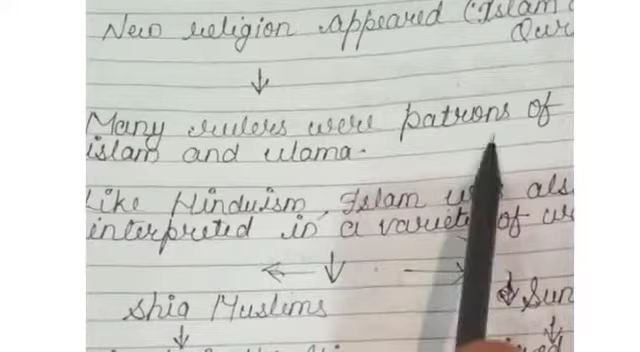 New religion appeared (Islam
Qur
Many rulers were patrons of
islam and ulama.
Like Hinduism, Islam was als
interpreted in a variety of w
Shia Muslims
Sun